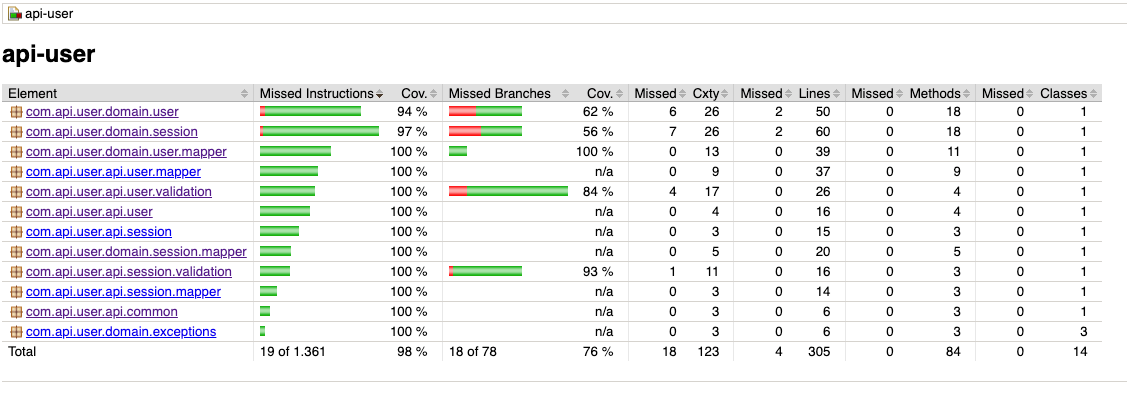 api-user
api-user
Element Missed Instructions Cov. Missed Branches Cov. Missed Cxty Missed Lines Missed Methods Missed Classes
com.api.user.domain.user 94 % 62 % 6 26 2 50 0 18 0 1
com.api.user.domain.session 97 % 56 % 7 26 2 60 0 18 0 1
com.api.user.domain.user.mapper 100 % 100 % 0 13 0 39 0 11 0 1
com.api.user.api.user.mapper 100 % n/a 0 9 0 37 0 9 0 1
com.api.user.api.user.validation 100 % 84 % 4 17 0 26 0 4 0 1
com.api.user.api.user 100 % n/a 0 4 0 16 0 4 0 1
com.api.user.api.session 100 % n/a 0 3 0 15 0 3 0 1
com.api.user.domain.session.mapper 100 % n/a 0 5 0 20 0 5 0 1
com.api.user.api.session.validation 100 % 93 % 1 11 0 16 0 3 0 1
com.api.user.api.session.mapper 100 % n/a 0 3 0 14 0 3 0 1
com.api.user.api.common 100 % n/a 0 3 0 6 0 3 0 1
com.api.user.domain.exceptions 100 % n/a 0 3 0 6 0 3 0 3
Total 19 of 1.361 98 % 18 of 78 76 % 18 123 4 305 0 84 0 14